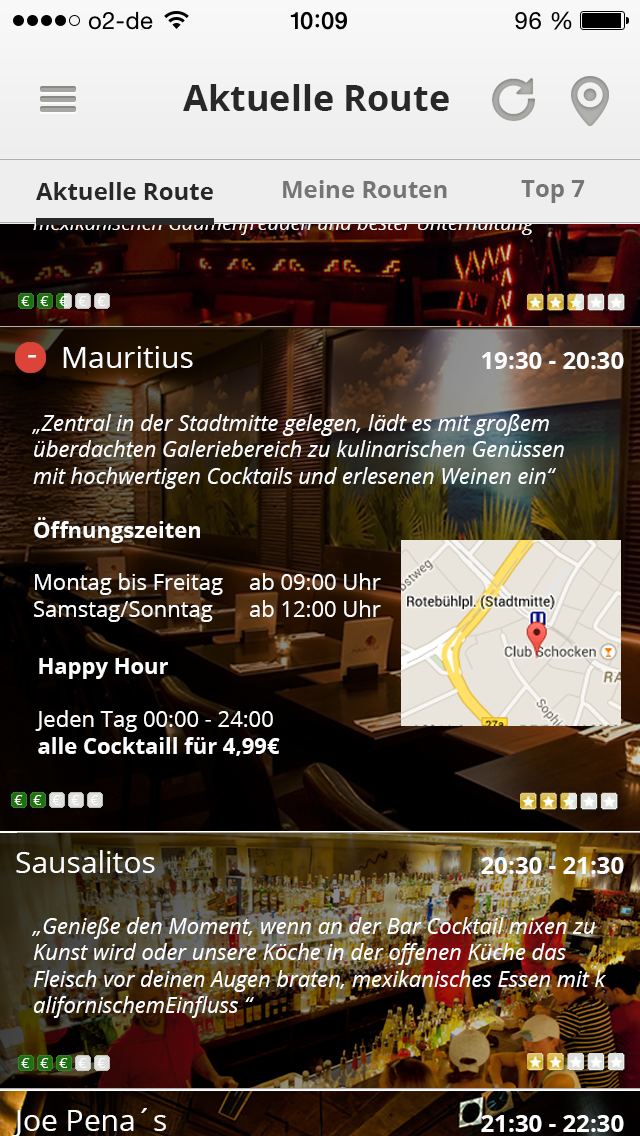 o2-de 10:09 96 %
Aktuelle Route
Aktuelle Route Meine Routen Top 7
mexikanischen Gaumenfreuden und bester Unterhaltung
Mauritius 19:30 - 20:30
„Zentral in der Stadtmitte gelegen, lädt es mit großem
überdachten Galeriebereich zu kulinarischen Genüssen
mit hochwertigen Cocktails und erlesenen Weinen ein“
Öffnungszeiten
Montag bis Freitag ab 09:00 Uhr
Samstag/Sonntag ab 12:00 Uhr
Happy Hour
Jeden Tag 00:00 - 24:00
alle Cocktaill für 4,99€
ostweg
Rotebühlpl. (Stadtmitte)
Club Schocken
RA
Soph
27a
Sausalitos 20:30 - 21:30
„Genieße den Moment, wenn an der Bar Cocktail mixen zu
Kunst wird oder unsere Köche in der offenen Küche das
Fleisch vor deinen Augen braten, mexikanisches Essen mit k
alifornischemEinfluss “
Joe Pena´s 21:30 - 22:30